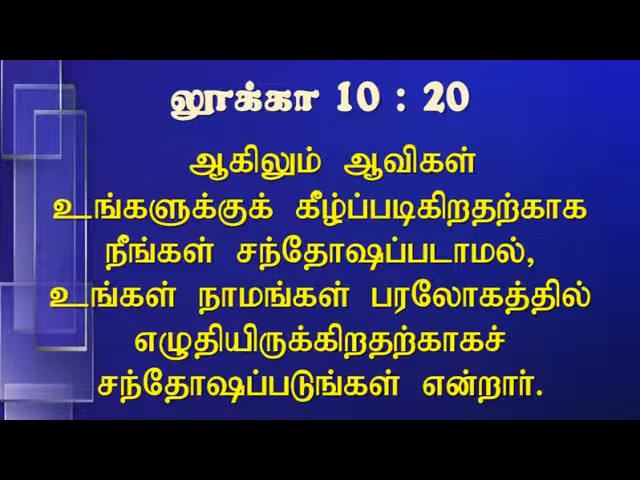 லூக்கா 10 : 20
ஆகிலும் ஆவிகள்
உங்களுக்குக் கீழ்ப்படிகிறதற்காக
நீங்கள் சந்தோஷப்படாமல்,
உங்கள் நாமங்கள் பரலோகத்தில்
எழுதியிருக்கிறதற்காகச்
சந்தோஷப்படுங்கள் என்றார்.